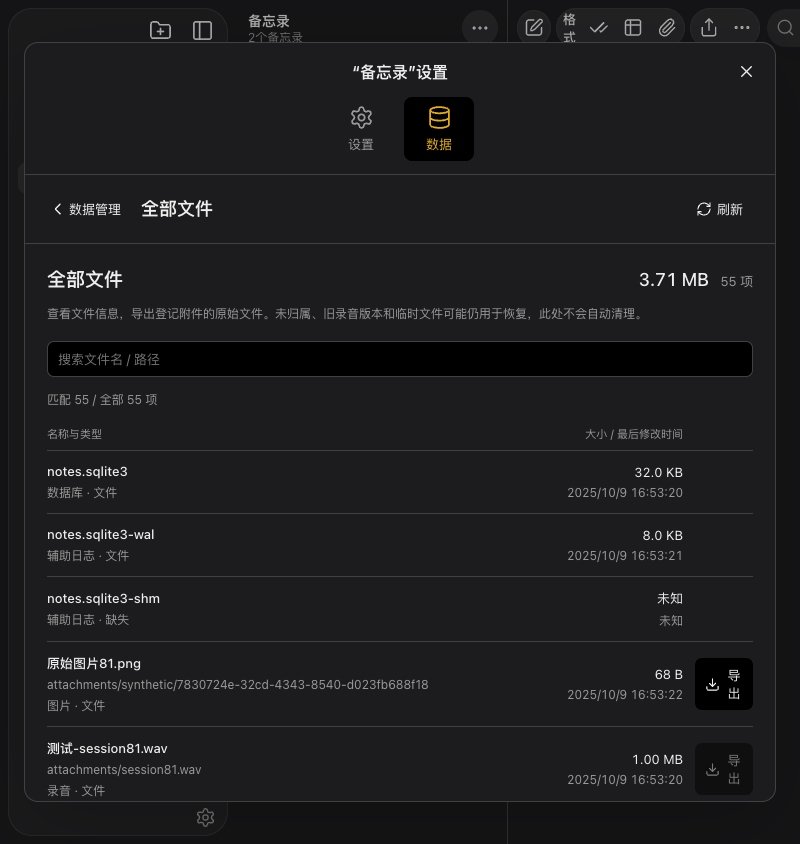 备忘录
2个备忘录
格式
“备忘录”设置
设置
数据
数据管理
全部文件
刷新
全部文件
3.71 MB 55 项
查看文件信息，导出登记附件的原始文件。未归属、旧录音版本和临时文件可能仍用于恢复，此处不会自动清理。
搜索文件名 / 路径
匹配 55 / 全部 55 项
名称与类型
大小 / 最后修改时间
notes.sqlite3
32.0 KB
数据库 · 文件
2025/10/9 16:53:20
notes.sqlite3-wal
8.0 KB
辅助日志 · 文件
2025/10/9 16:53:21
notes.sqlite3-shm
未知
辅助日志 · 缺失
未知
原始图片81.png
attachments/synthetic/7830724e-32cd-4343-8540-d023fb688f18
图片 · 文件
68 B
2025/10/9 16:53:22
导出
测试-session81.wav
attachments/session81.wav
录音 · 文件
1.00 MB
2025/10/9 16:53:20
导出